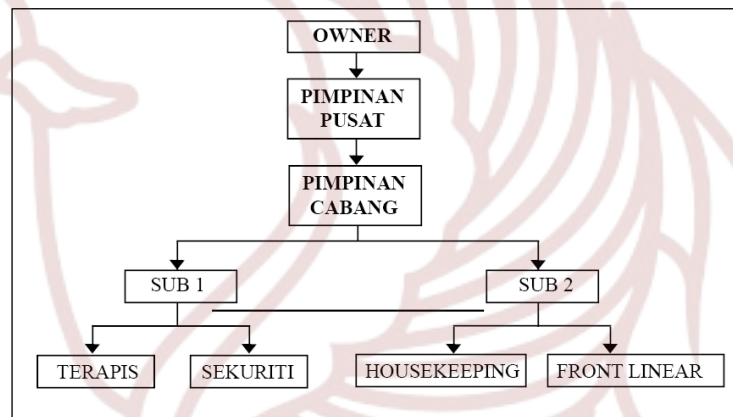 OWNER
PIMPINAN
PUSAT
PIMPINAN
CABANG
SUB 1
SUB 2
TERAPIS
SEKURITI
HOUSEKEEPING
FRONT LINEAR